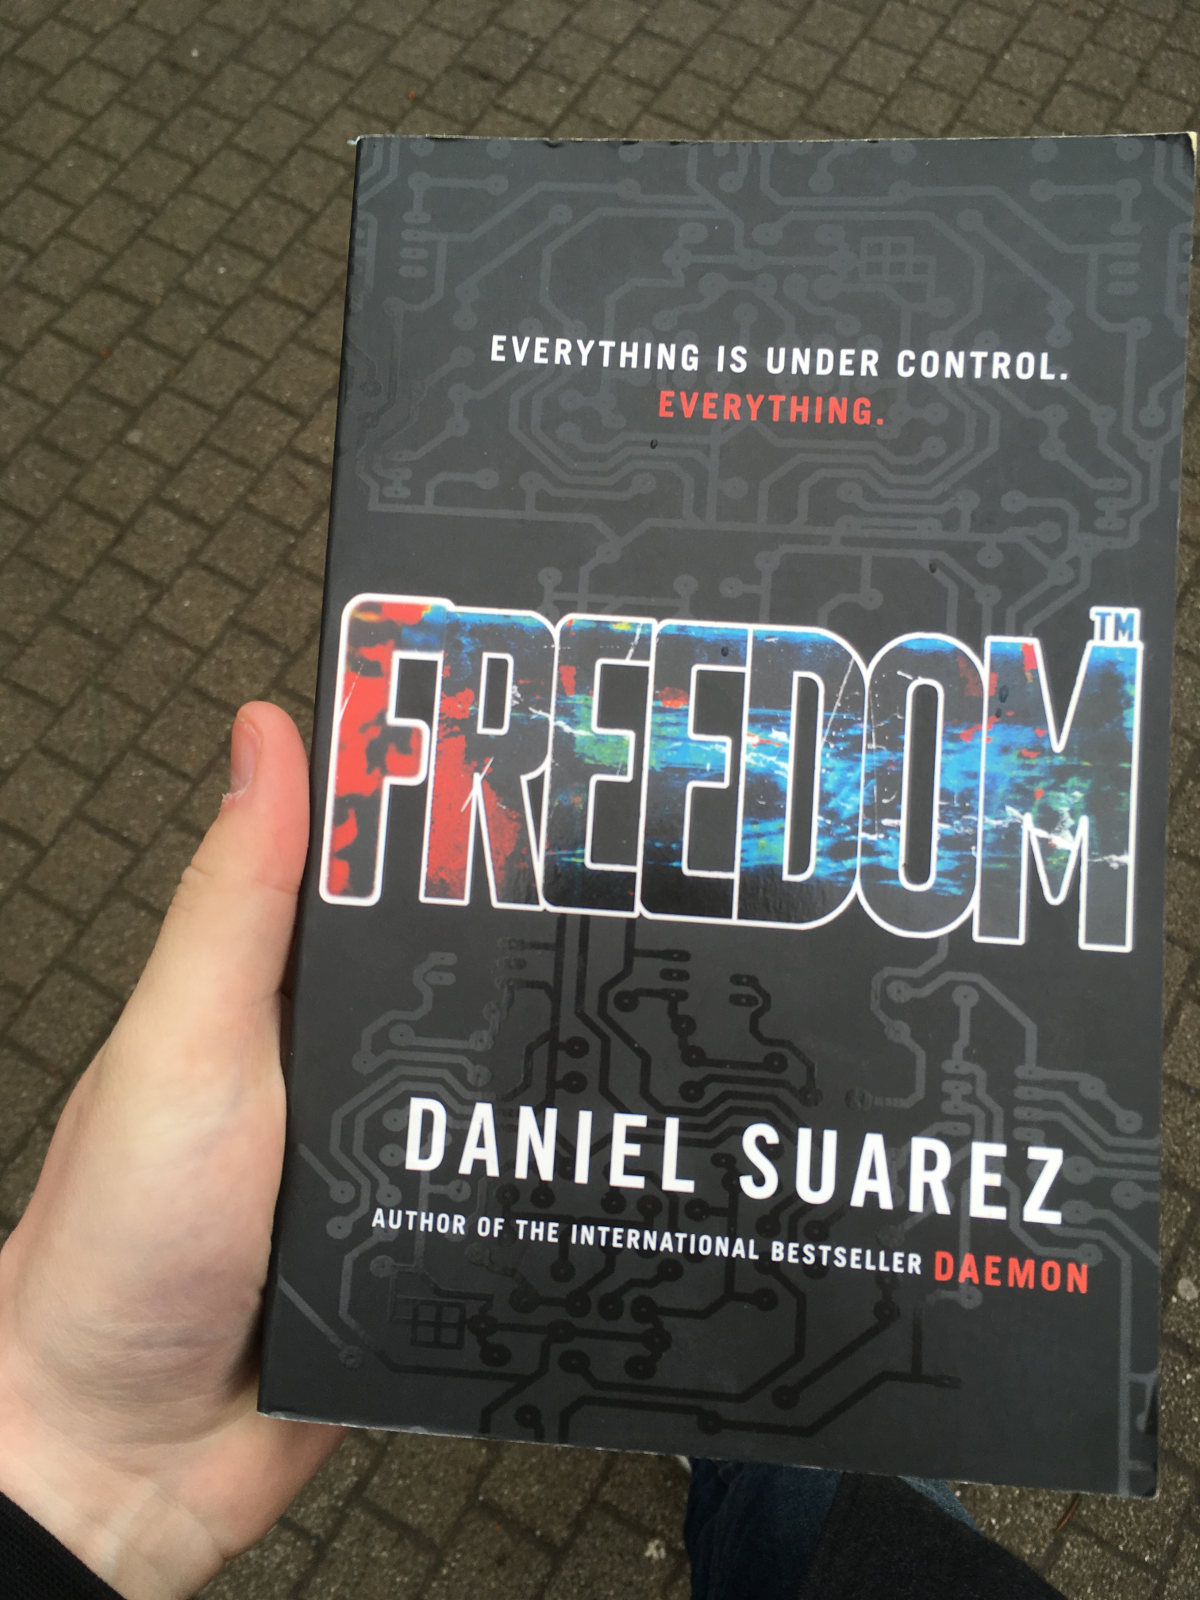 EVERYTHING IS UNDER CONTROL.
EVERYTHING.
FREEDOM™
DANIEL SUAREZ
AUTHOR OF THE INTERNATIONAL BESTSELLER DAEMON